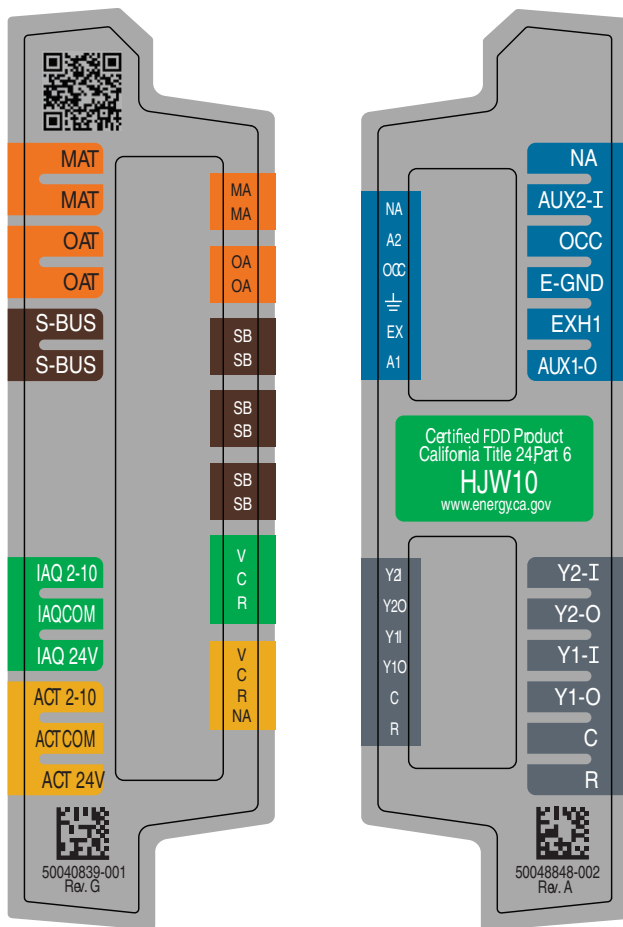 MAT
MAT
OAT
OAT
S-BUS
S-BUS
IAQ 2-10
IAQCOM
IAQ 24V
ACT 2-10
ACTCOM
ACT 24V
50040839-001
Rev. G
MA
MA
OA
OA
SB
SB
SB
SB
SB
SB
V
C
R
V
C
R
NA
NA
A2
OCC
EX
A1
Y2I
Y2O
Y1I
Y1O
C
R
Certified FDD Product
California Title 24,Part 6
HJW10
www.energy.ca.gov
NA
AUX2-I
OCC
E-GND
EXH1
AUX1-O
Y2-I
Y2-O
Y1-I
Y1-O
C
R
50048848-002
Rev. A